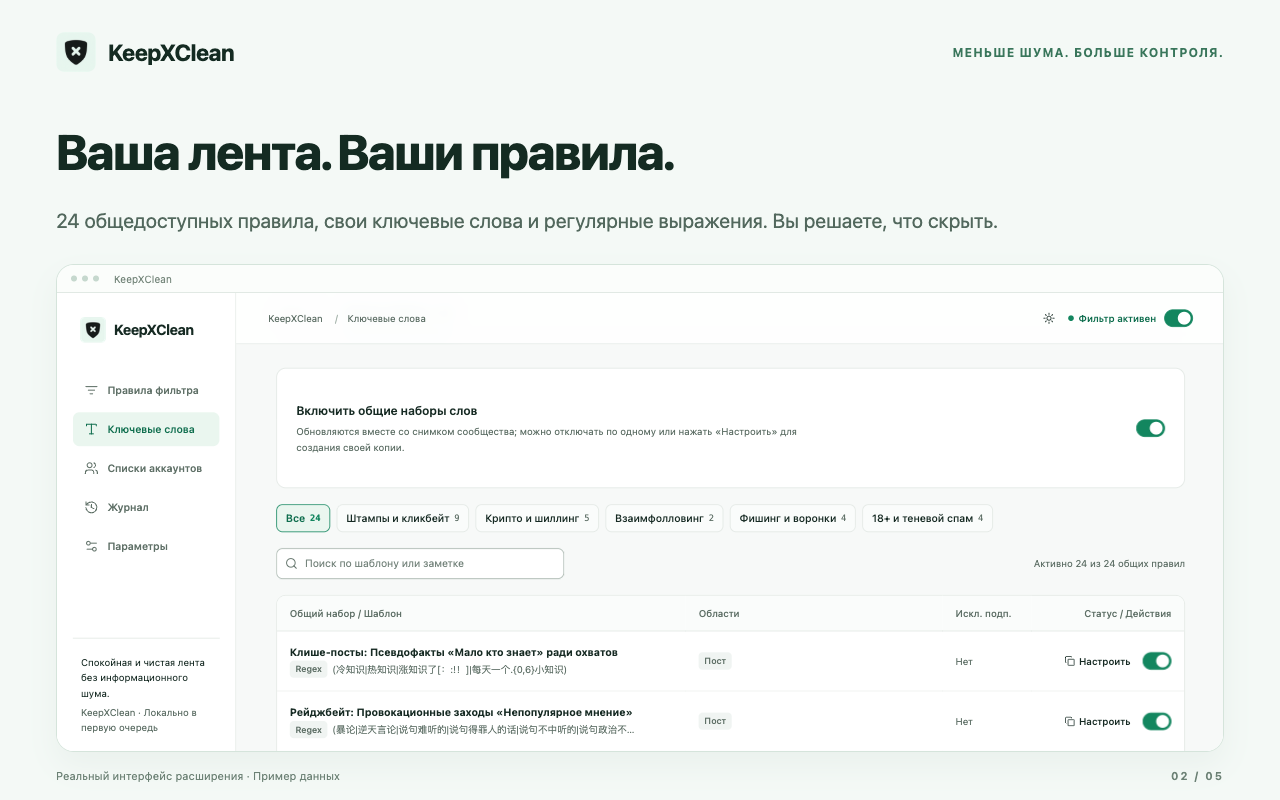 KeepXClean
МЕНЬШЕ ШУМА. БОЛЬШЕ КОНТРОЛЯ.
Ваша лента. Ваши правила.
24 общедоступных правила, свои ключевые слова и регулярные выражения. Вы решаете, что скрыть.
KeepXClean
KeepXClean
KeepXClean / Ключевые слова
Фильтр активен
Правила фильтра
Ключевые слова
Списки аккаунтов
Журнал
Параметры
Спокойная и чистая лента
без информационного
шума.
KeepXClean · Локально в
первую очередь
Включить общие наборы слов
Обновляются вместе со снимком сообщества; можно отключать по одному или нажать «Настроить» для
создания своей копии.
Все 24
Штампы и кликбейт 9
Крипто и шиллинг 5
Взаимфолловинг 2
Фишинг и воронки 4
18+ и теневой спам 4
Поиск по шаблону или заметке
Активно 24 из 24 общих правил
Общий набор / Шаблон
Области
Искл. подп.
Статус / Действия
Клише-посты: Псевдофакты «Мало кто знает» ради охватов
Regex (冷知识|热知识|涨知识了[：:!！ ]|每天一个.{0,6}小知识)
Пост
Нет
Настроить
Рейджбейт: Провокационные заходы «Непопулярное мнение»
Regex (暴论|逆天言论|说句难听的|说句得罪人的话|说句不中听的|说句政治不...
Пост
Нет
Настроить
Реальный интерфейс расширения · Пример данных
02 / 05